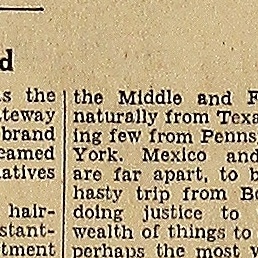 d
s the
teway
brand
eamed
atives
hair-
stant-
tment
the Middle and F
naturally from Texa
ing few from Penns
York. Mexico and
are far apart, to b
hasty trip from Bo
doing justice to
wealth of things to
perhaps the most y